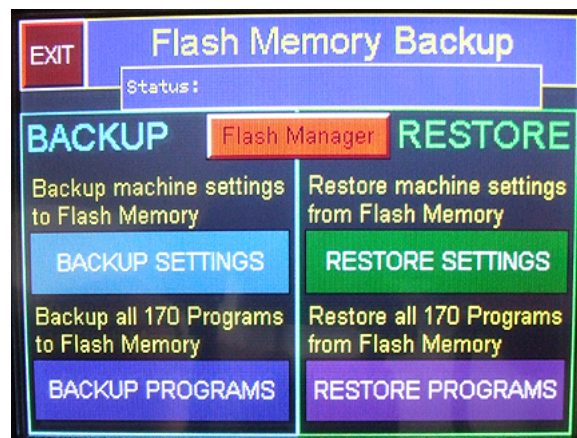 EXIT
Flash Memory Backup
Status:
BACKUP
Flash Manager
RESTORE
Backup machine settings
to Flash Memory
BACKUP SETTINGS
Restore machine settings
from Flash Memory
RESTORE SETTINGS
Backup all 170 Programs
to Flash Memory
BACKUP PROGRAMS
Restore all 170 Programs
from Flash Memory
RESTORE PROGRAMS